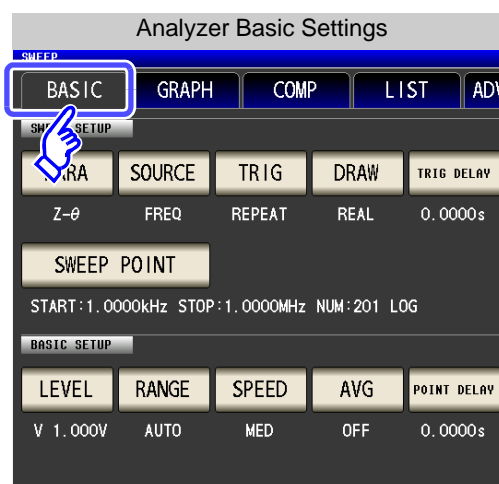 Analyzer Basic Settings
SWEEP
BASIC GRAPH COMP LIST ADV
SWEEP SETUP
PARA SOURCE TRIG DRAW TRIG DELAY
Z-θ FREQ REPEAT REAL 0.0000s
SWEEP POINT
START:1.0000kHz STOP:1.0000MHz NUM:201 LOG
BASIC SETUP
LEVEL RANGE SPEED AVG POINT DELAY
V 1.000V AUTO MED OFF 0.0000s